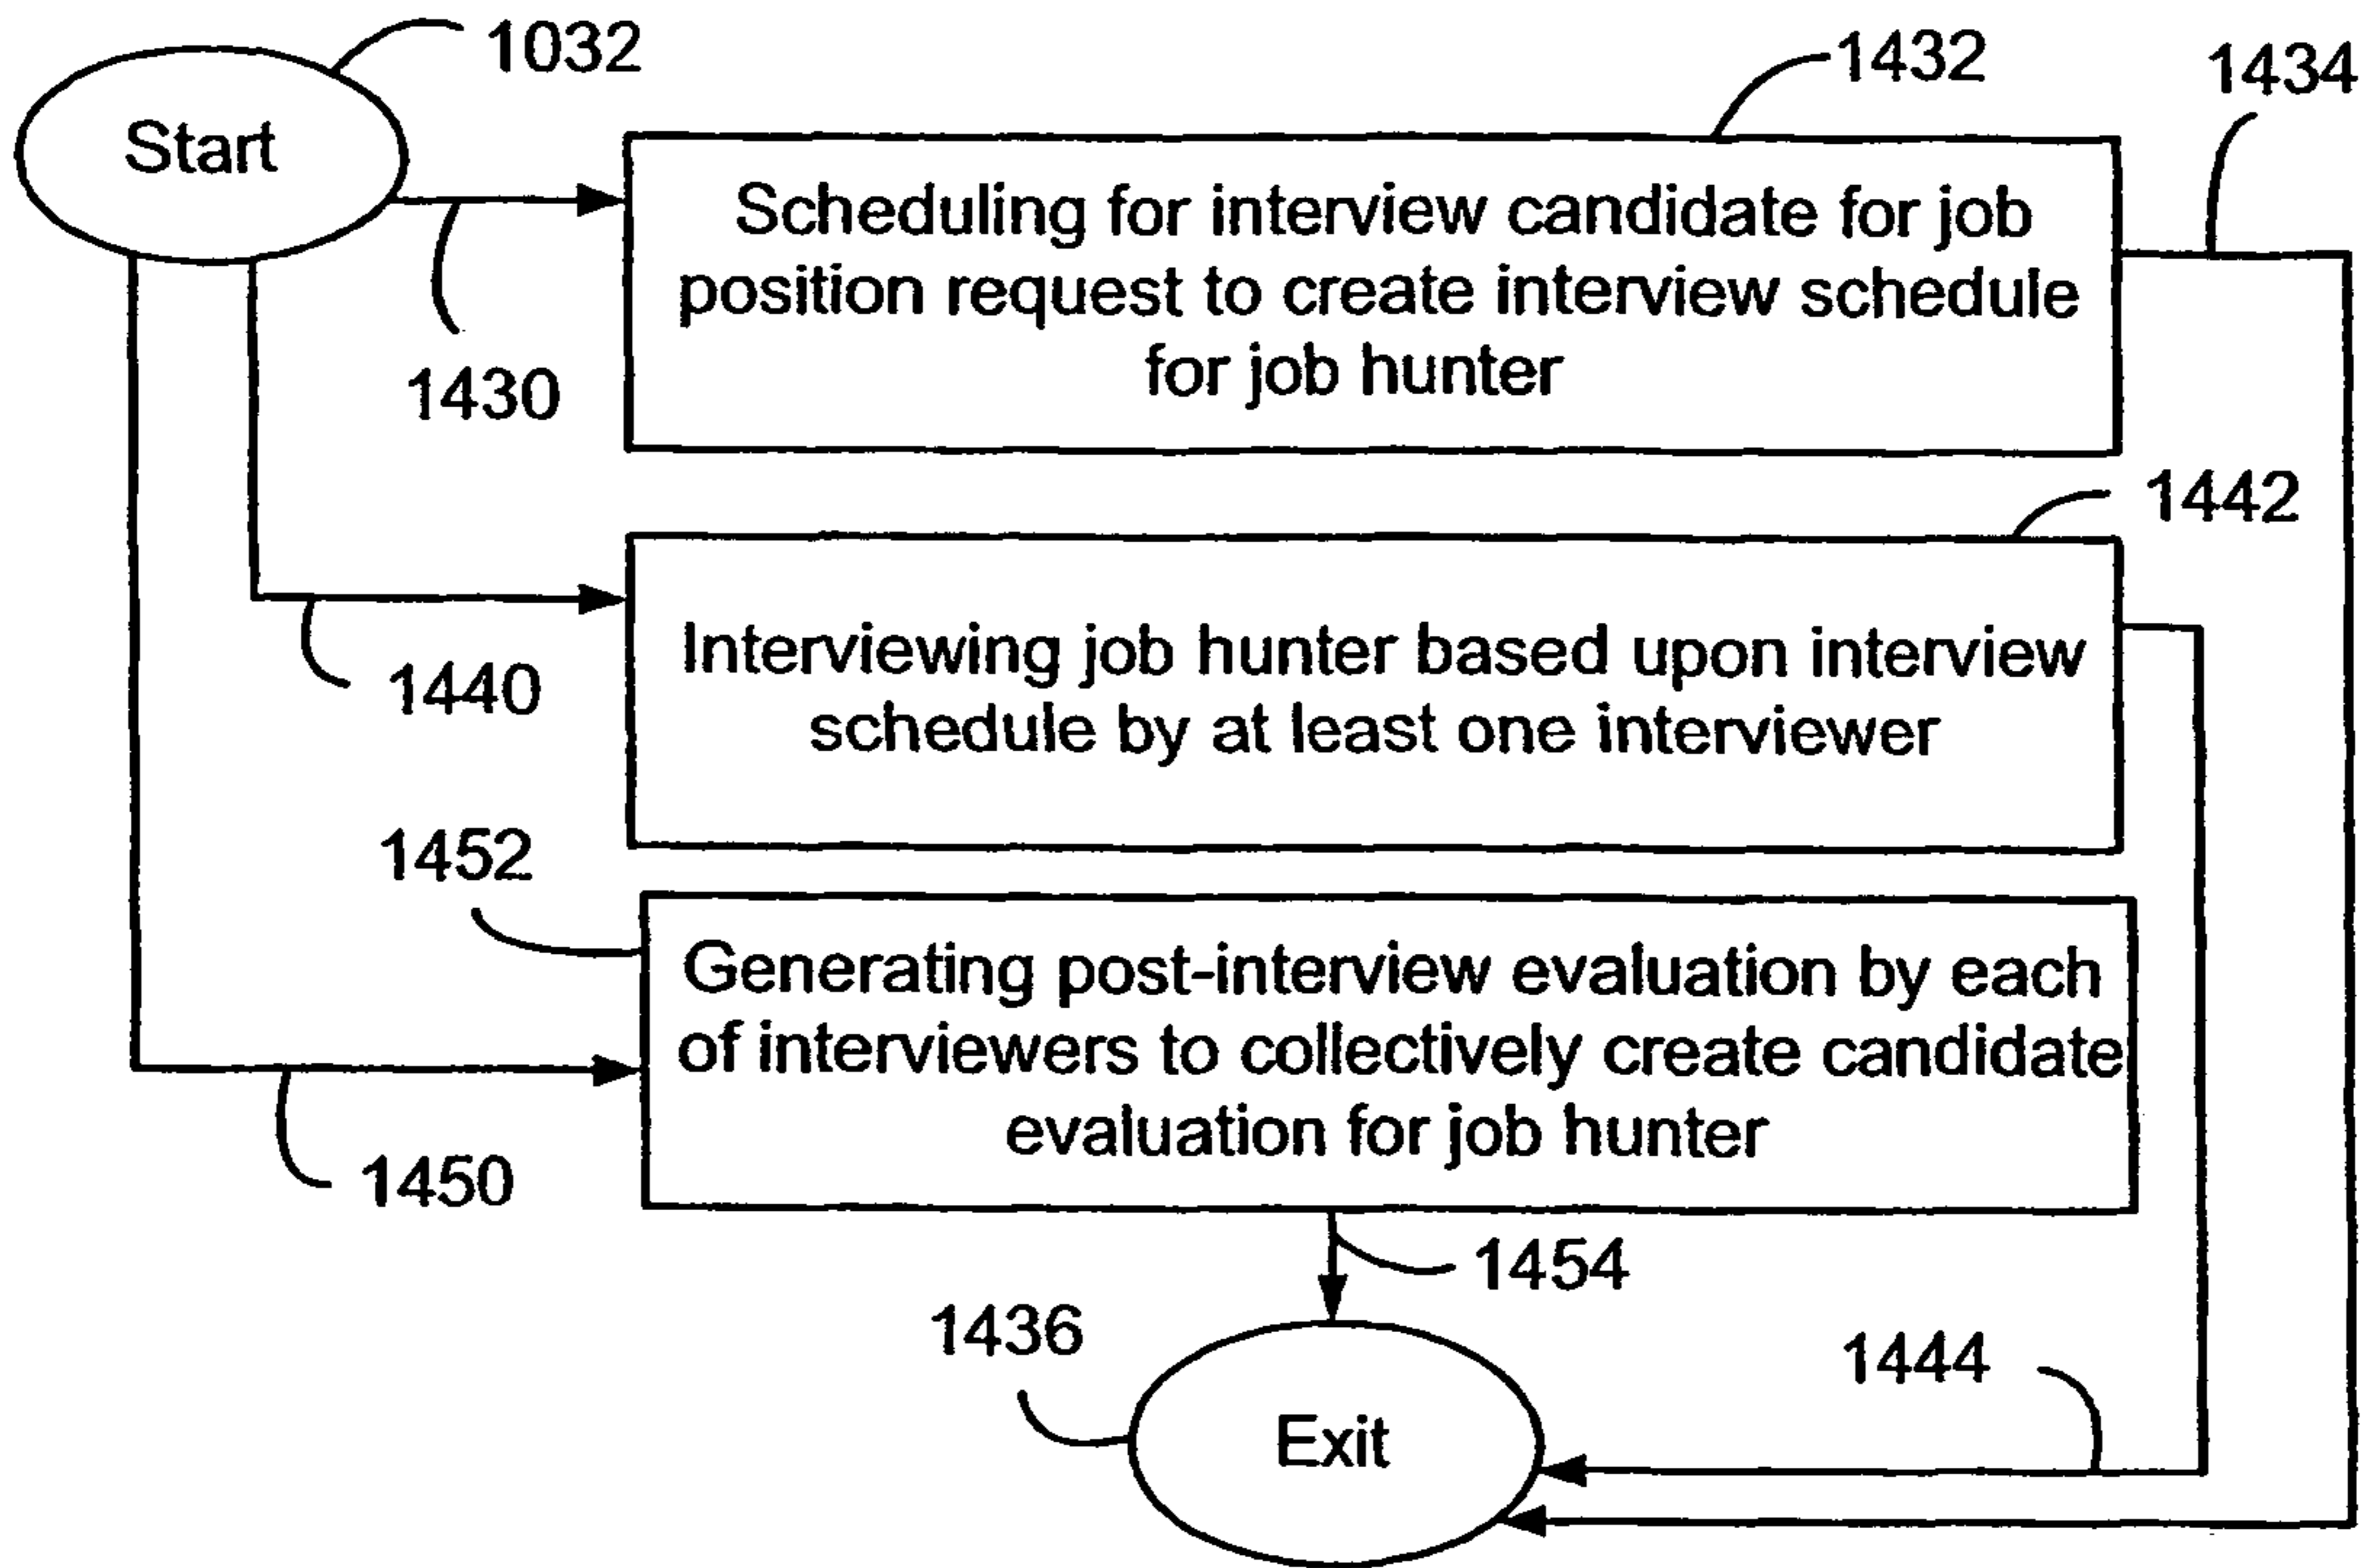 1032
Start
1432
1434
Scheduling for interview candidate for job
position request to create interview schedule
for job hunter
1430
1442
1440
Interviewing job hunter based upon interview
schedule by at least one interviewer
1452
Generating post-interview evaluation by each
of interviewers to collectively create candidate
evaluation for job hunter
1450
1454
1436
1444
Exit